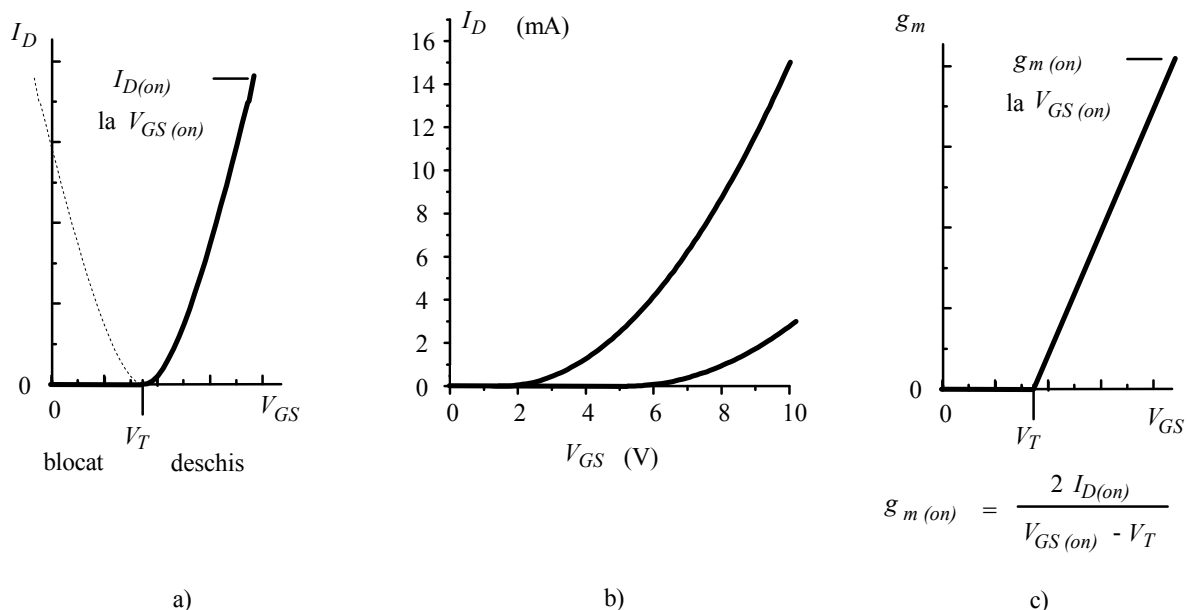 I_D
I_D(on)
la V_GS (on)
0
0
V_GS
V_T
blocat deschis
a)
I_D (mA)
16
14
12
10
8
6
4
2
0
0 2 4 6 8 10
V_GS (V)
b)
g_m
g_m (on)
la V_GS (on)
0
0
V_GS
V_T
g_m (on) = 2 I_D(on) / V_GS (on) - V_T
c)